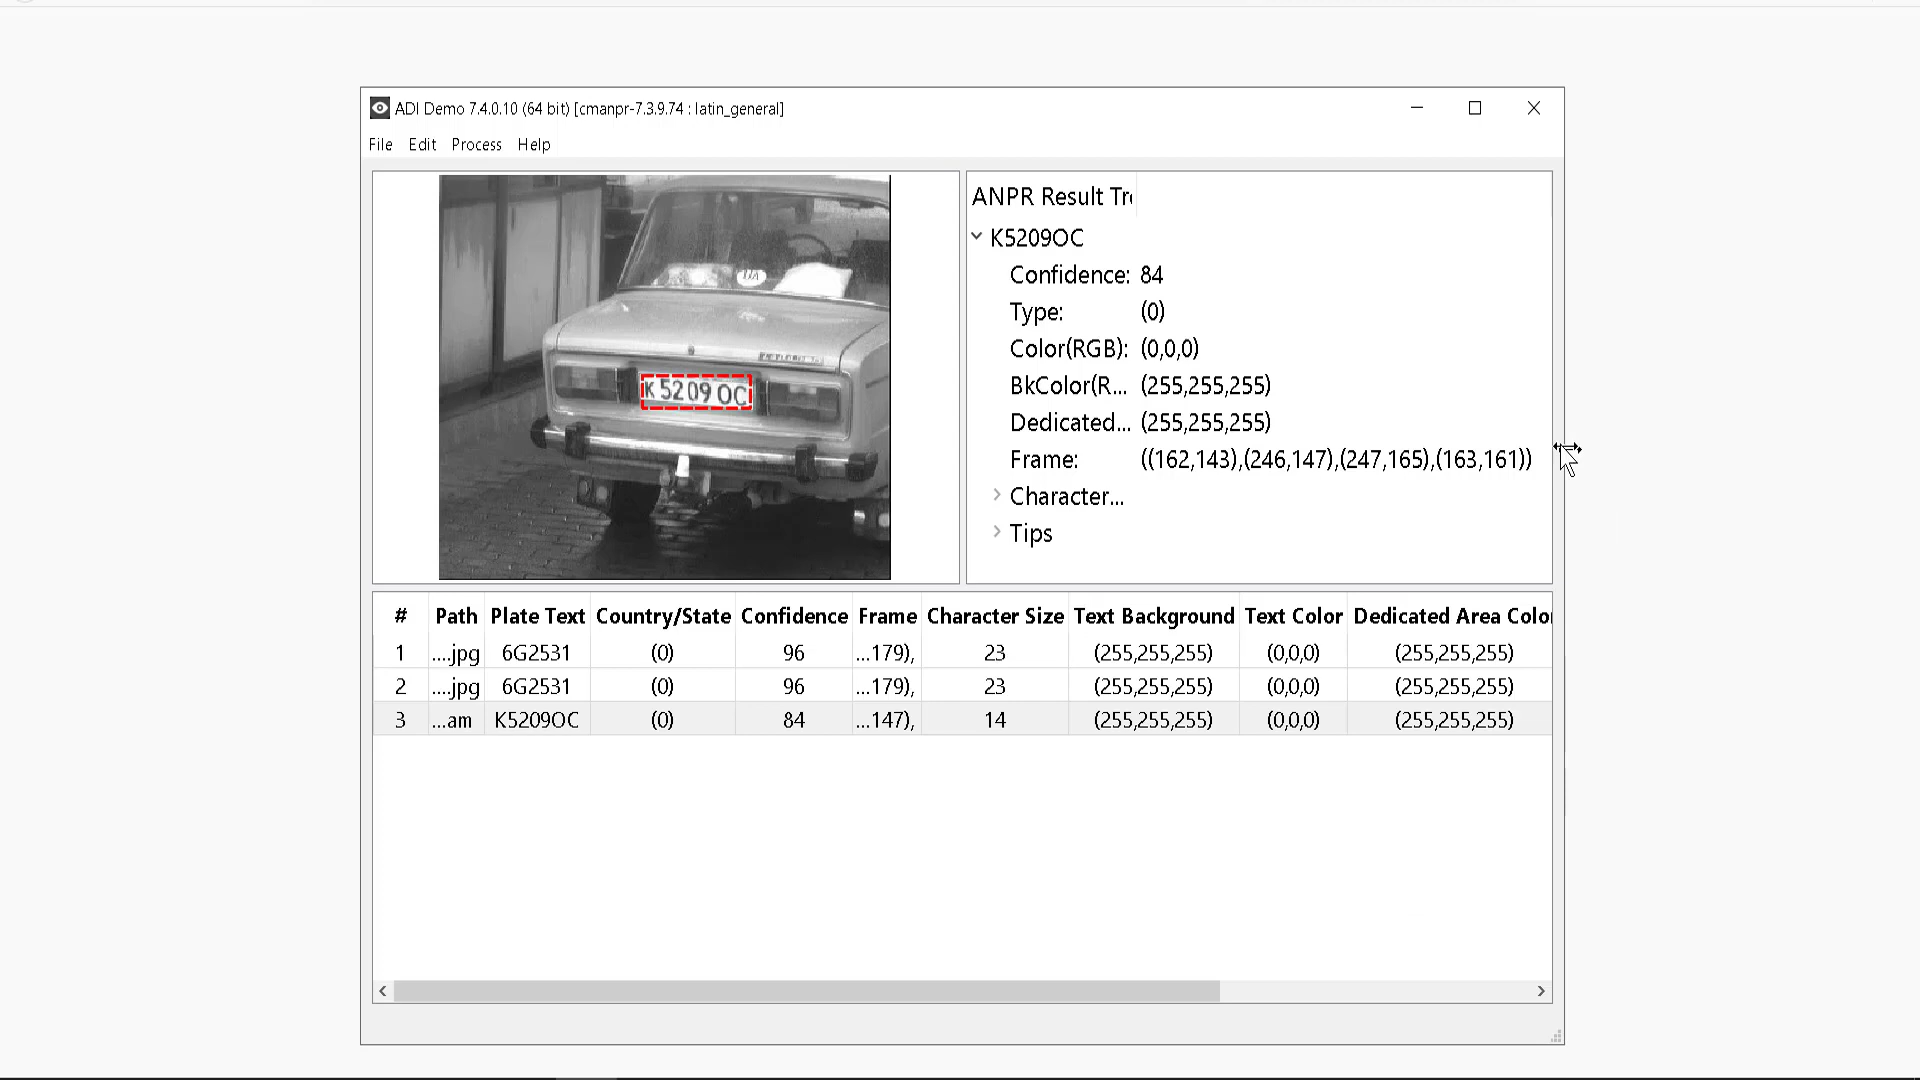 ADI Demo 7.4.0.10 (64 bit) [cmanpr-7.3.9.74 : latin_general]
File Edit Process Help
K 5209 OC
ANPR Result Tre
K5209OC
Confidence: 84
Type: (0)
Color(RGB): (0,0,0)
BkColor(R... (255,255,255)
Dedicated... (255,255,255)
Frame: ((162,143),(246,147),(247,165),(163,161))
Character...
Tips
# Path Plate Text Country/State Confidence Frame Character Size Text Background Text Color Dedicated Area Color
1 ....jpg 6G2531 (0) 96 ...179), 23 (255,255,255) (0,0,0) (255,255,255)
2 ....jpg 6G2531 (0) 96 ...179), 23 (255,255,255) (0,0,0) (255,255,255)
3 ...am K5209OC (0) 84 ...147), 14 (255,255,255) (0,0,0) (255,255,255)